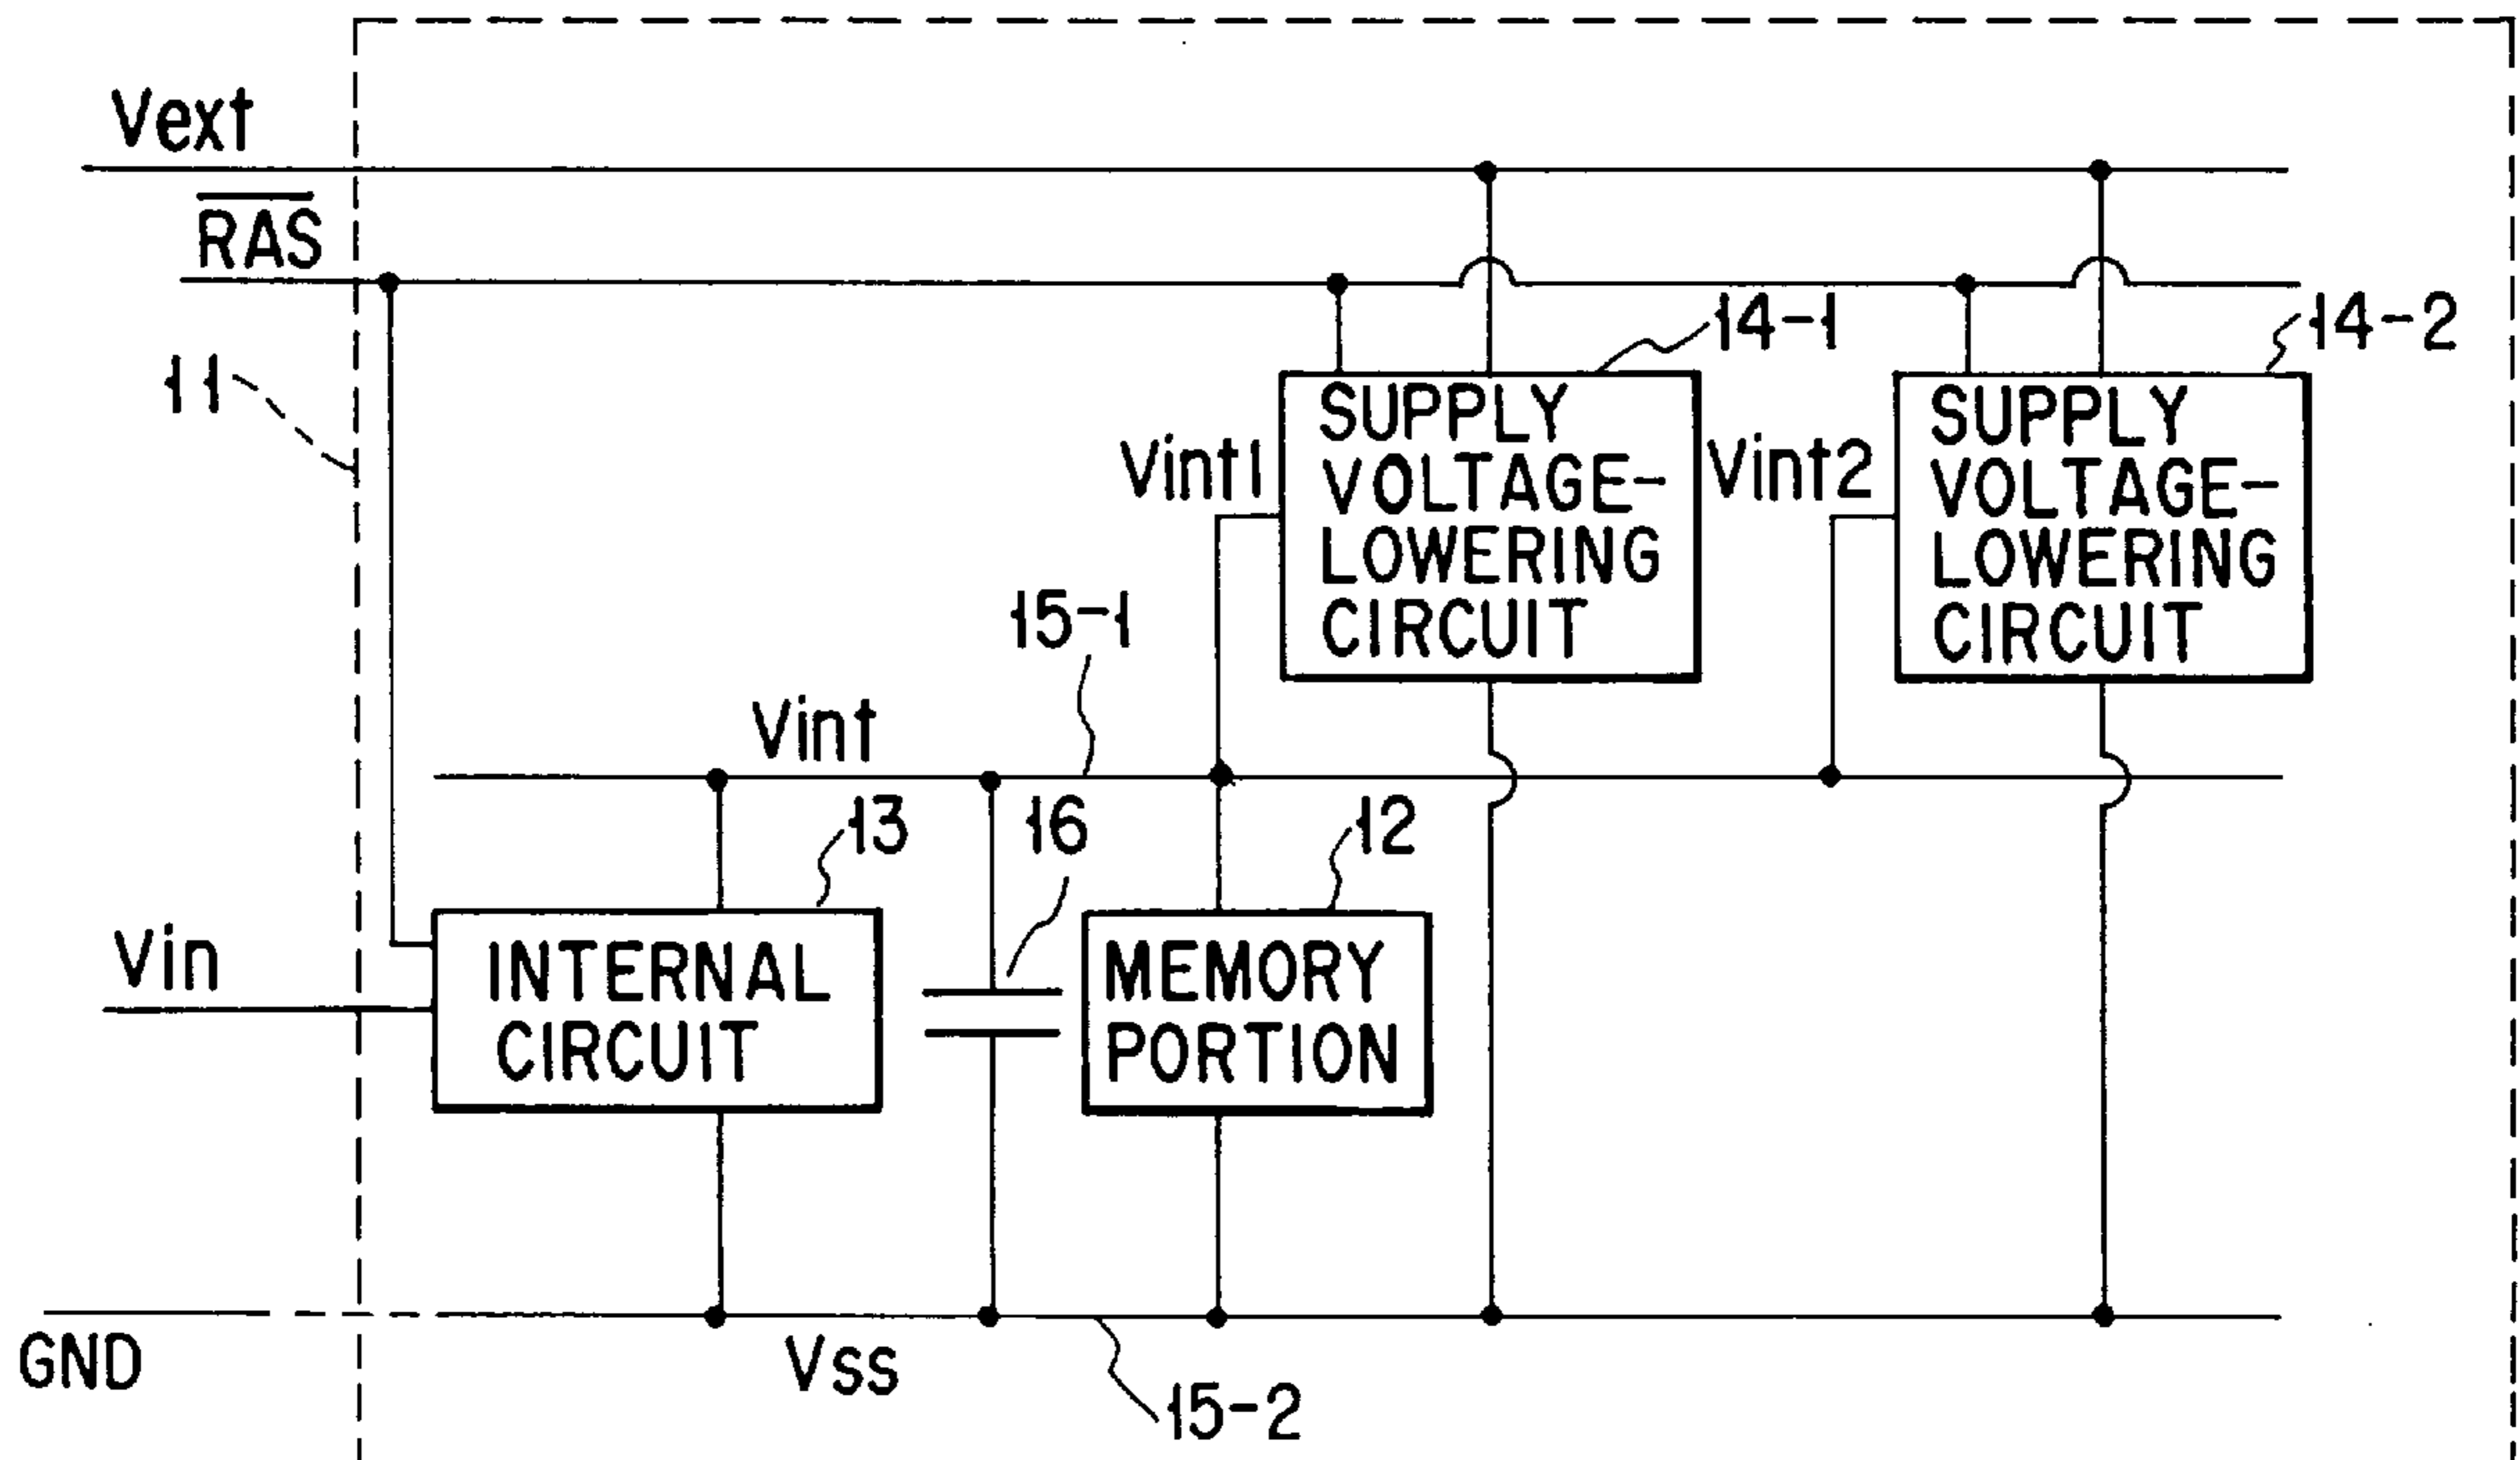 Vext
RAS
14-1
14-2
11
SUPPLY
VOLTAGE-
LOWERING
CIRCUIT
Vint1
SUPPLY
VOLTAGE-
LOWERING
CIRCUIT
Vint2
15-1
Vint
13
16
12
Vin
INTERNAL
CIRCUIT
MEMORY
PORTION
GND
Vss
15-2